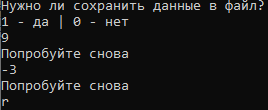 Нужно ли сохранить данные в файл?
1 - да | 0 - нет
9
Попробуйте снова
-3
Попробуйте снова
r